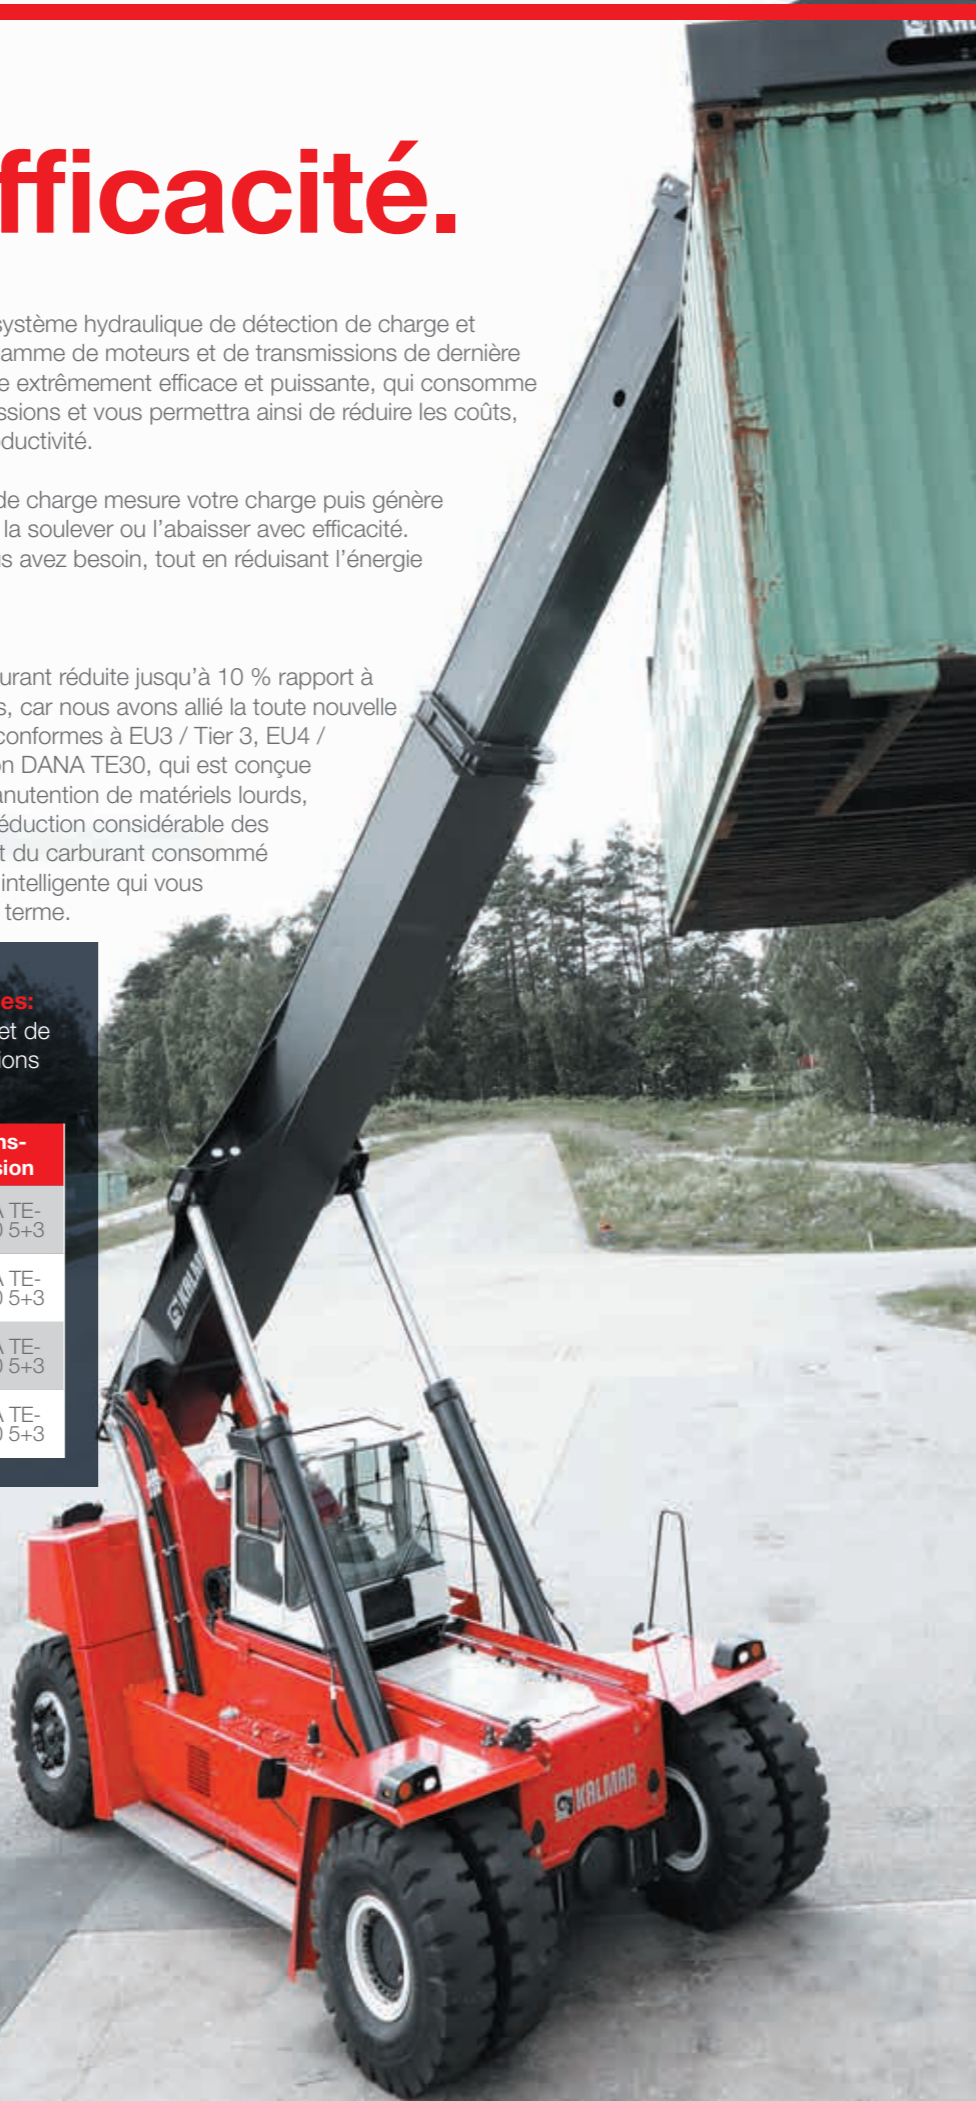 fficacité.
système hydraulique de détection de charge et
amme de moteurs et de transmissions de dernière
e extrêmement efficace et puissante, qui consomme
ssions et vous permettra ainsi de réduire les coûts,
ductivité.
de charge mesure votre charge puis génère
la soulever ou l’abaisser avec efficacité.
s avez besoin, tout en réduisant l’énergie
urant réduite jusqu’à 10 % rapport à
s, car nous avons allié la toute nouvelle
conformes à EU3 / Tier 3, EU4 /
on DANA TE30, qui est conçue
anutention de matériels lourds,
éduction considérable des
t du carburant consommé
intelligente qui vous
terme.
es:
et de
ions
ns-
sion
A TE-
0 5+3
A TE-
0 5+3
A TE-
0 5+3
A TE-
0 5+3
KALMAR
KALMAR